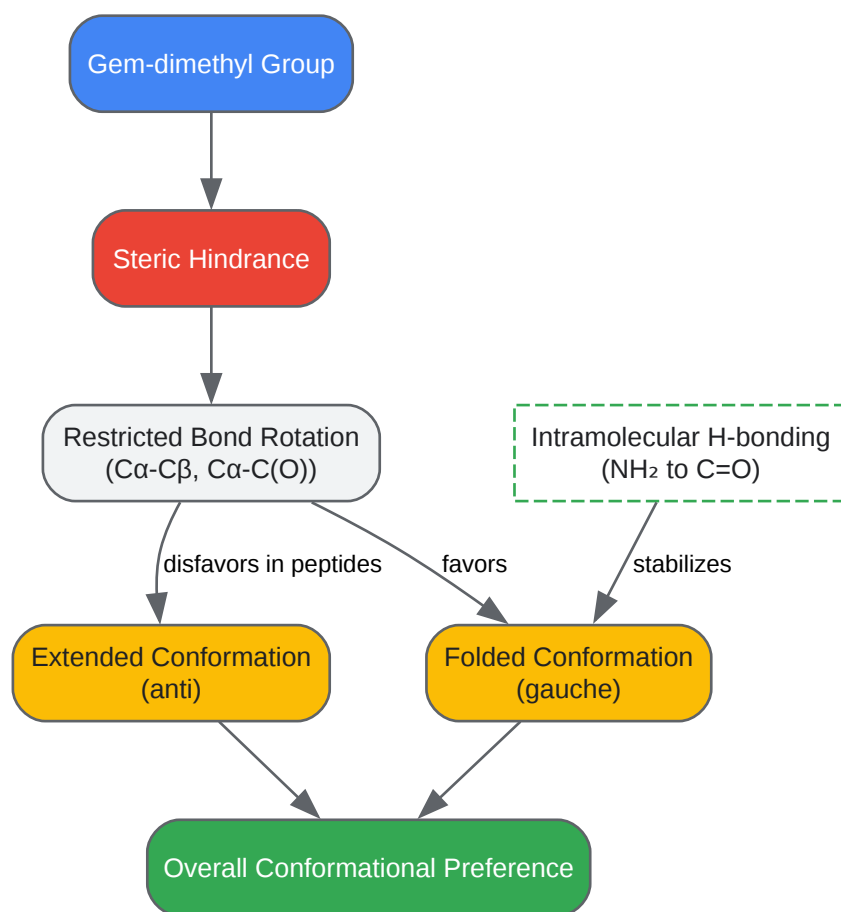 Gem-dimethyl Group
Steric Hindrance
Restricted Bond Rotation
(Cα-Cβ, Cα-C(O))
Intramolecular H-bonding
(NH₂ to C=O)
disfavors in peptides
favors
stabilizes
Extended Conformation
(anti)
Folded Conformation
(gauche)
Overall Conformational Preference